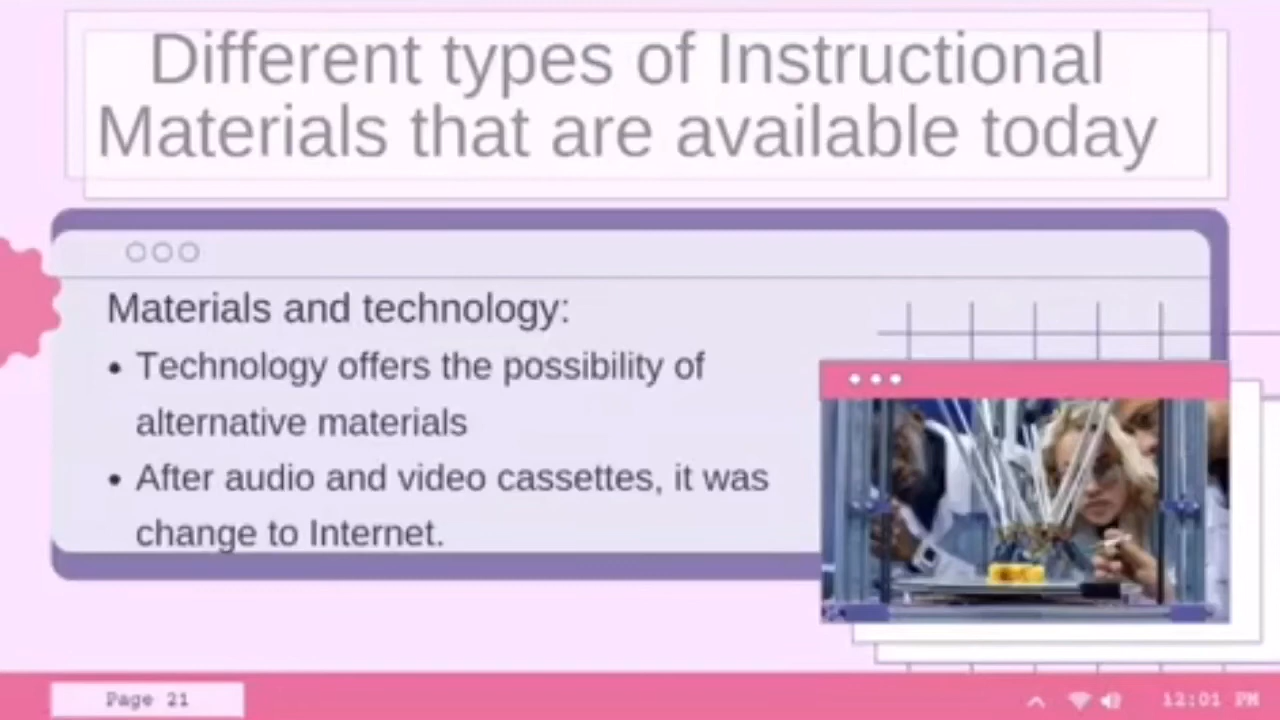 Different types of Instructional
Materials that are available today
Materials and technology:
• Technology offers the possibility of
alternative materials
• After audio and video cassettes, it was
change to Internet.
Page 21
12:01 PM